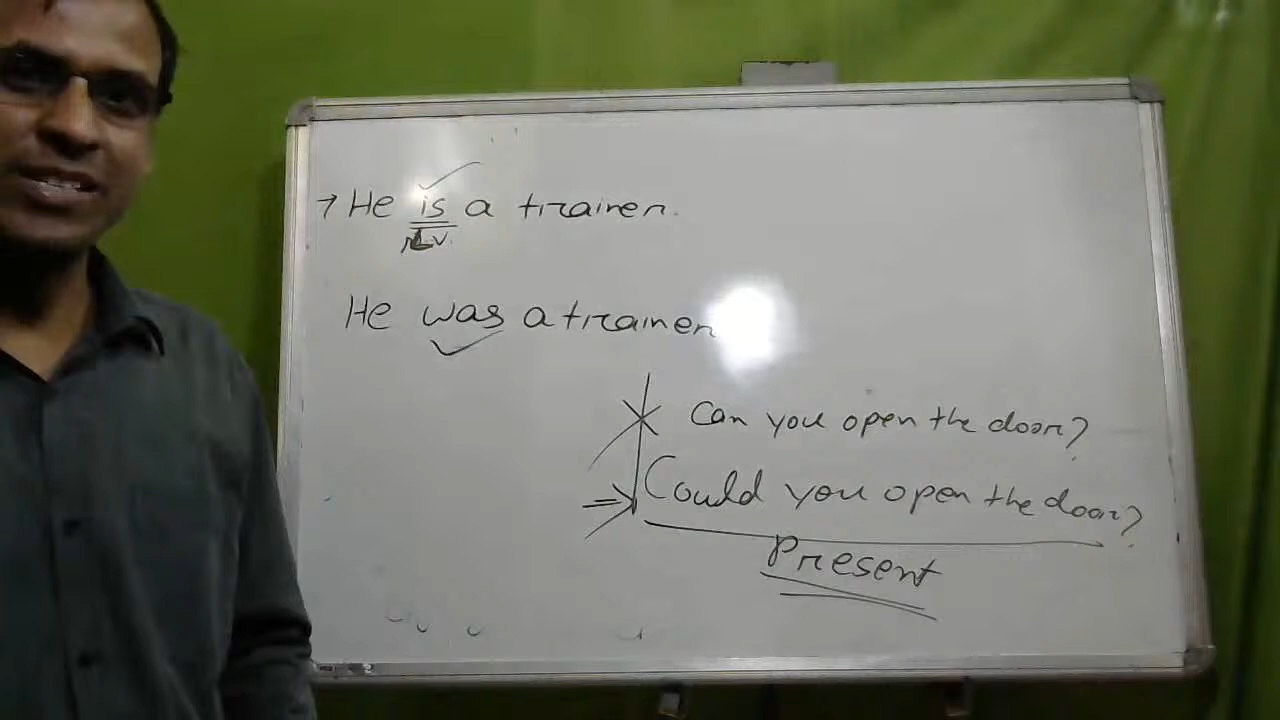 → He is a trainer.
L.V.
He was a trainer
Can you open the door?
Could you open the door?
Present